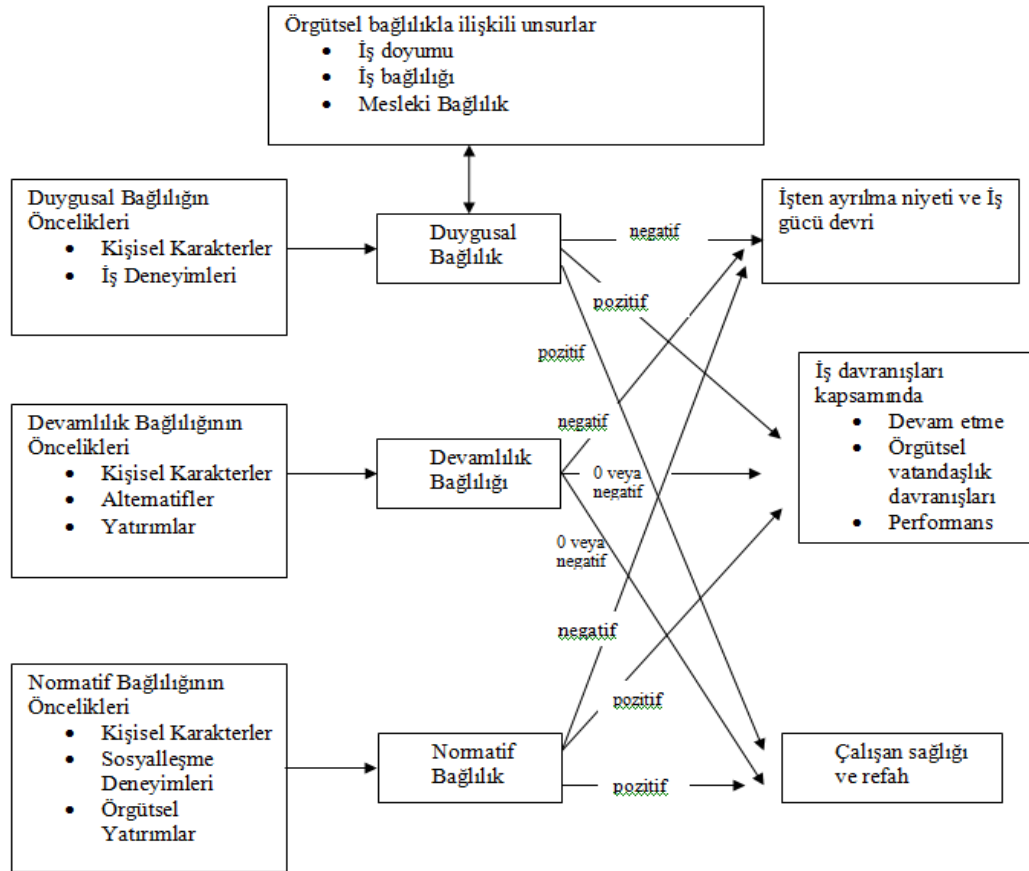 Örgütsel bağlılıkla ilişkili unsurlar
• İş doyumu
• İş bağlılığı
• Mesleki Bağlılık
Duygusal Bağlılığın
Öncelikleri
• Kişisel Karakterler
• İş Deneyimleri
Duygusal
Bağlılık
negatif
pozitif
pozitif
İşten ayrılma niyeti ve İş
gücü devri
Devamlılık Bağlılığının
Öncelikleri
• Kişisel Karakterler
• Alternatifler
• Yatırımlar
Devamlılık
Bağlılığı
negatif
0 veya
negatif
0 veya
negatif
İş davranışları
kapsamında
• Devam etme
• Örgütsel
vatandaşlık
davranışları
• Performans
Normatif Bağlılığının
Öncelikleri
• Kişisel Karakterler
• Sosyalleşme
Deneyimleri
• Örgütsel
Yatırımlar
Normatif
Bağlılık
negatif
pozitif
pozitif
Çalışan sağlığı
ve refah